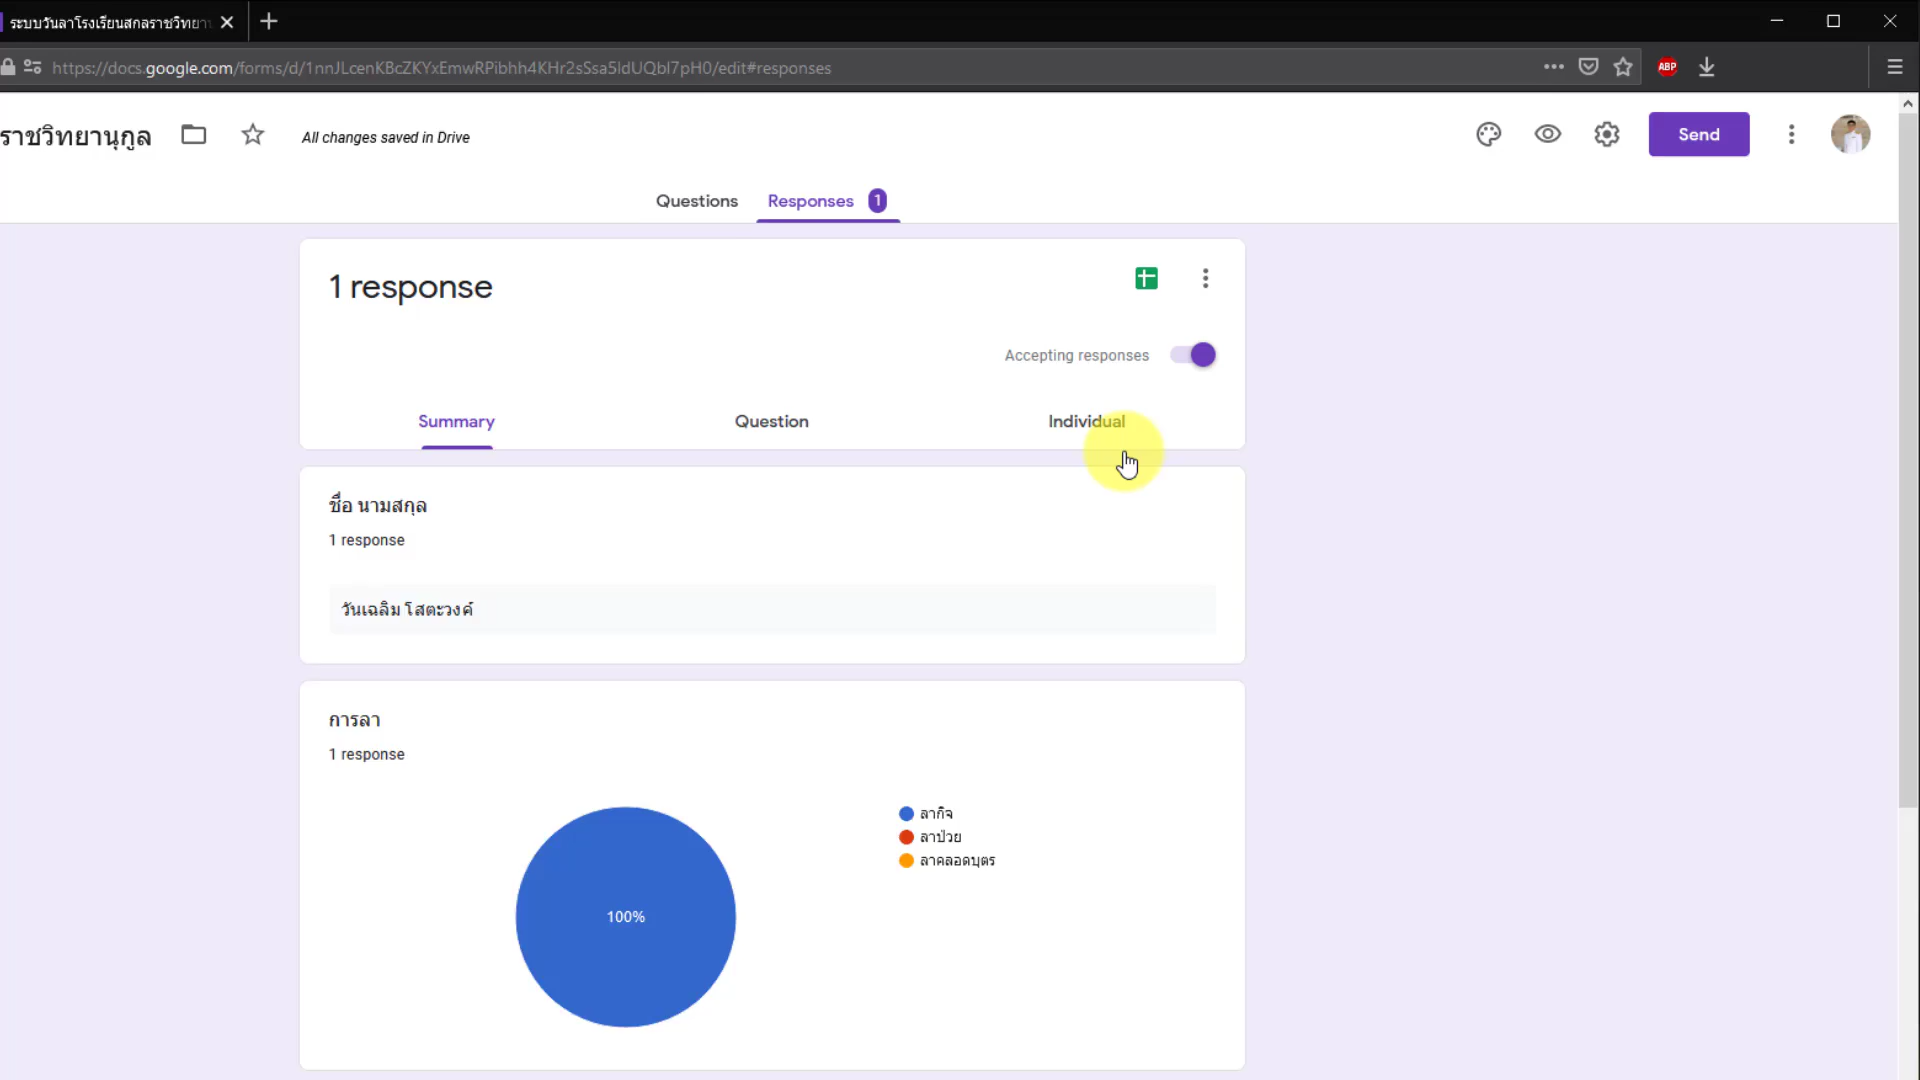 ระบบวันลาโรงเรียนสกลราชวิทยา
https://docs.google.com/forms/d/1nnJLcenKBcZKYxEmwRPibhh4KHr2sSsa5ldUQbl7pH0/edit#responses
ABP
ราชวิทยานุกูล
All changes saved in Drive
Send
Questions
Responses 1
1 response
Accepting responses
Summary
Question
Individual
ชื่อ นามสกุล
1 response
วันเฉลิม โสตะวงค์
การลา
1 response
ลากิจ
ลาป่วย
ลาคลอดบุตร
100%